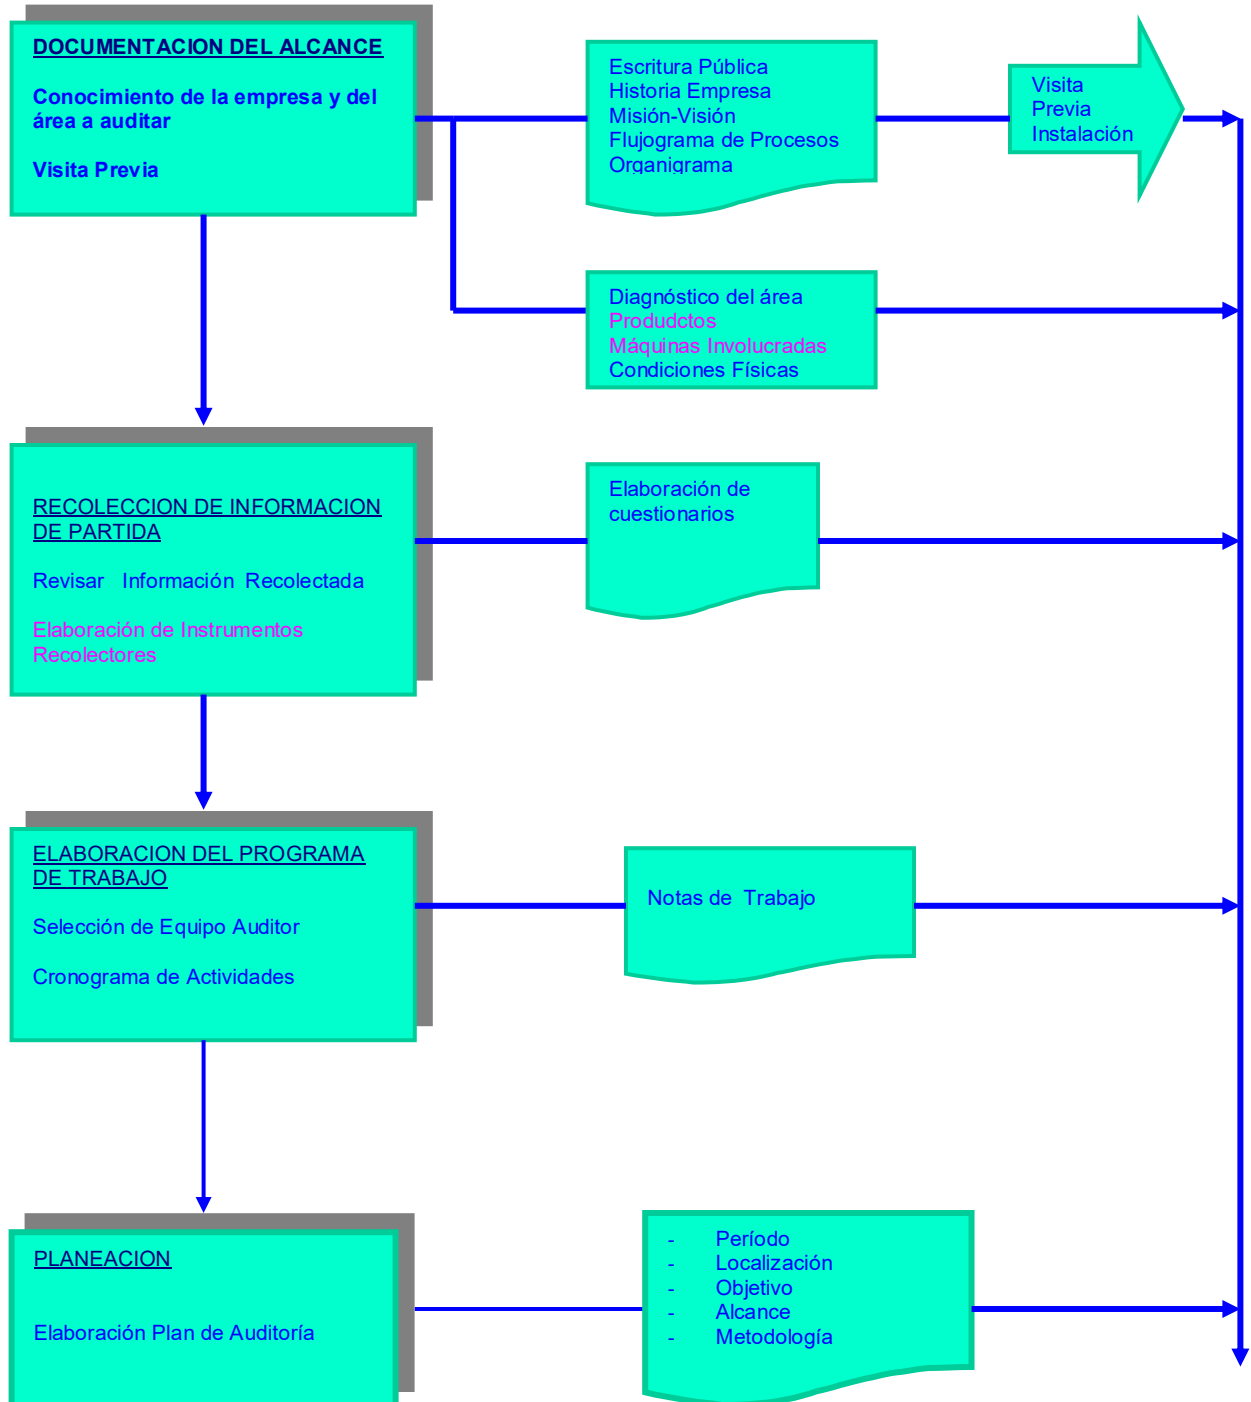 DOCUMENTACION DEL ALCANCE
Conocimiento de la empresa y del
área a auditar
Visita Previa
Escritura Pública
Historia Empresa
Misión-Visión
Flujograma de Procesos
Organigrama
Visita
Previa
Instalación
Diagnóstico del área
Produdctos
Máquinas Involucradas
Condiciones Físicas
RECOLECCION DE INFORMACION
DE PARTIDA
Revisar Información Recolectada
Elaboración de Instrumentos
Recolectores
Elaboración de
cuestionarios
ELABORACION DEL PROGRAMA
DE TRABAJO
Selección de Equipo Auditor
Cronograma de Actividades
Notas de Trabajo
PLANEACION
Elaboración Plan de Auditoría
- Período
- Localización
- Objetivo
- Alcance
- Metodología